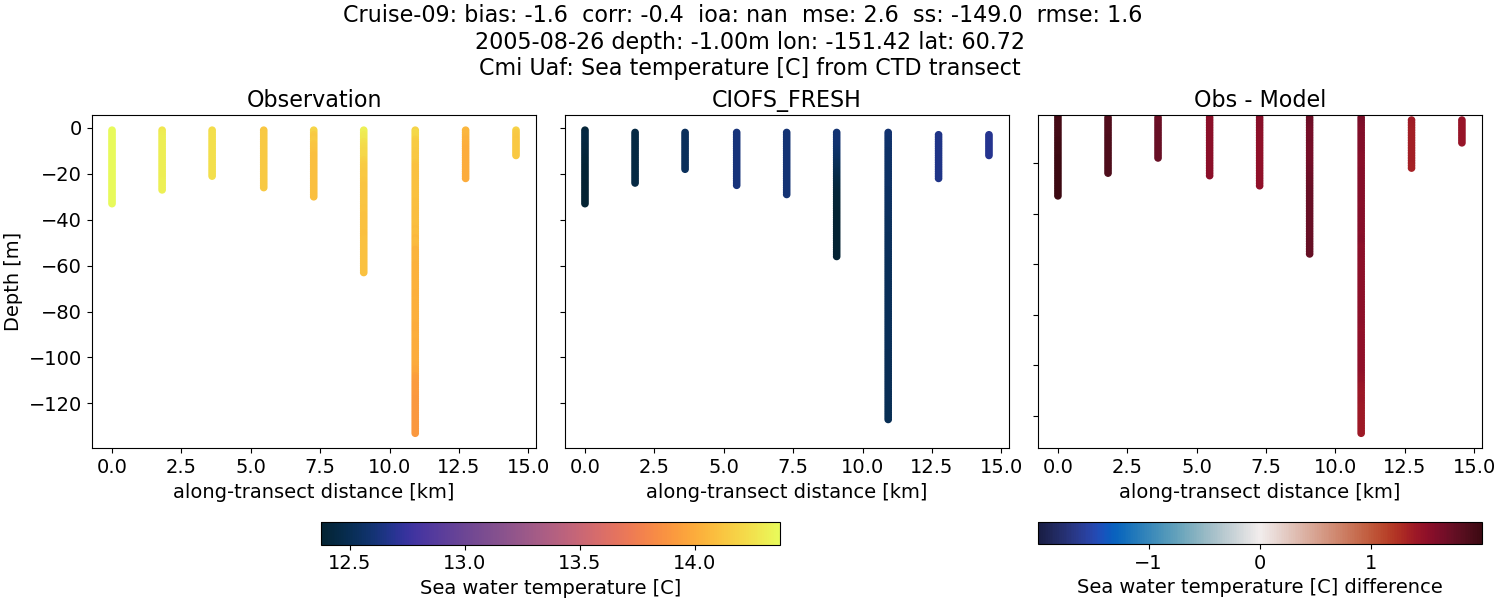 Cruise-09: bias: -1.6  corr: -0.4  ioa: nan  mse: 2.6  ss: -149.0  rmse: 1.6
2005-08-26 depth: -1.00m lon: -151.42 lat: 60.72
Cmi Uaf: Sea temperature [C] from CTD transect
Observation
CIOFS_FRESH
Obs - Model
Depth [m]
0
−20
−40
−60
−80
−100
−120
0.0 2.5 5.0 7.5 10.0 12.5 15.0
0.0 2.5 5.0 7.5 10.0 12.5 15.0
0.0 2.5 5.0 7.5 10.0 12.5 15.0
along-transect distance [km]
along-transect distance [km]
along-transect distance [km]
12.5 13.0 13.5 14.0
Sea water temperature [C]
−1 0 1
Sea water temperature [C] difference